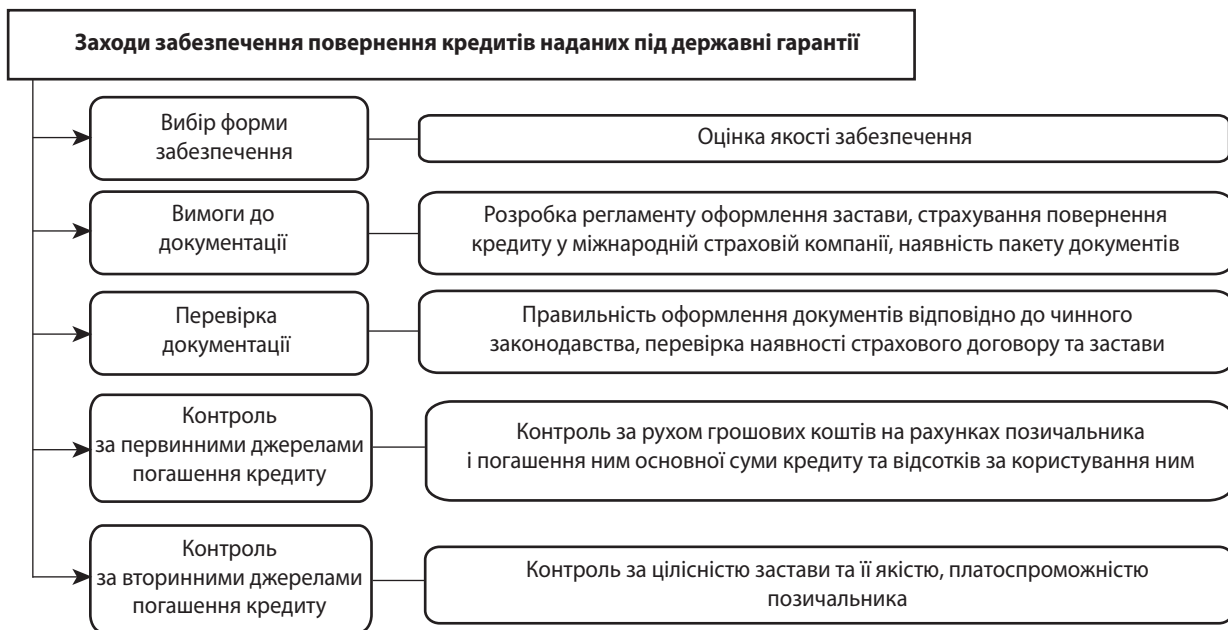 Заходи забезпечення повернення кредитів наданих під державні гарантії
Вибір форми
забезпечення
Оцінка якості забезпечення
Вимоги до
документації
Розробка регламенту оформлення застави, страхування повернення
кредиту у міжнародній страховій компанії, наявність пакету документів
Перевірка
документації
Правильність оформлення документів відповідно до чинного
законодавства, перевірка наявності страхового договору та застави
Контроль
за первинними джерелами
погашення кредиту
Контроль за рухом грошових коштів на рахунках позичальника
і погашення ним основної суми кредиту та відсотків за користування ним
Контроль
за вторинними джерелами
погашення кредиту
Контроль за цілісністю застави та її якістю, платоспроможністю
позичальника